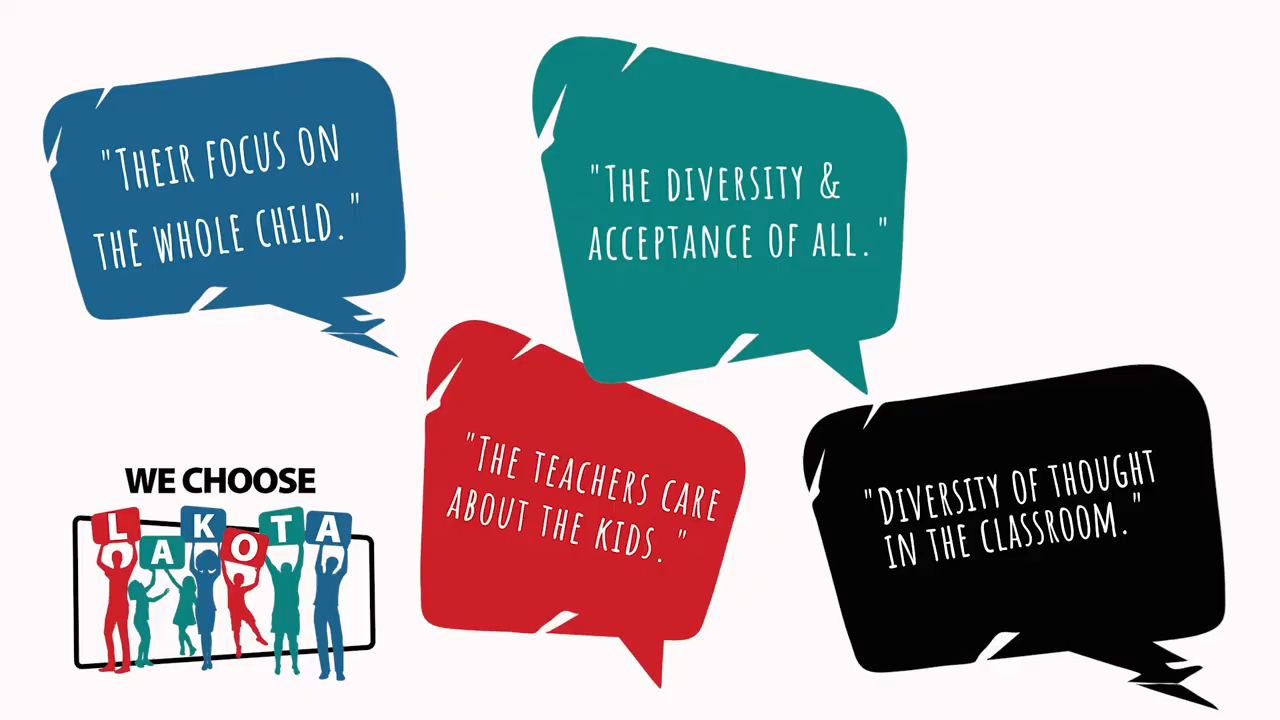 "Their focus on
the whole child."
"The diversity &
acceptance of all."
"The teachers care
about the kids. "
"Diversity of thought
in the classroom."
WE CHOOSE
LAKOTA